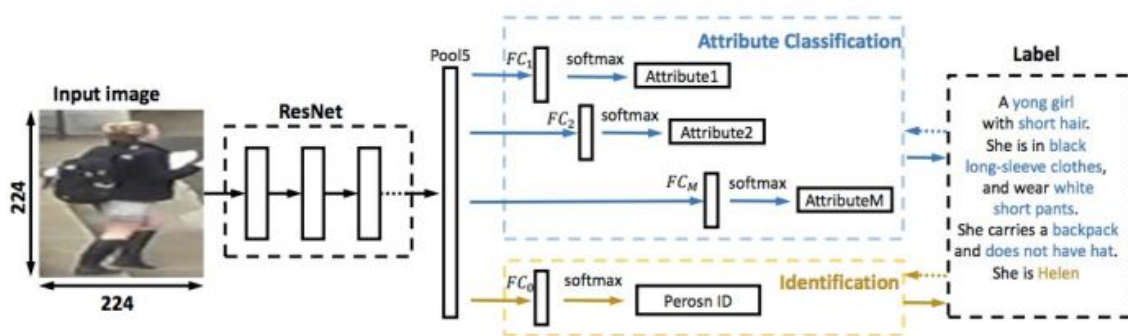 Input image
224
224
ResNet
Pool5
Attribute Classification
FC1 softmax
Attribute1
FC2 softmax
Attribute2
FCM softmax
AttributeM
FC0 softmax
Perosn ID
Identification
Label
A yong girl
with short hair.
She is in black
long-sleeve clothes,
and wear white
short pants.
She carries a backpack
and does not have hat.
She is Helen